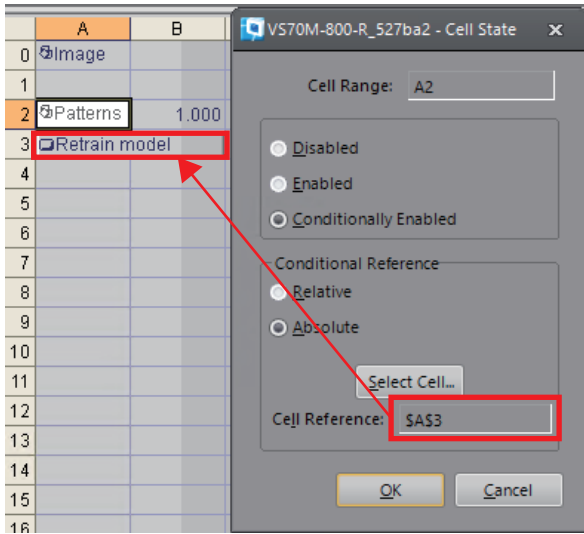 A B
0 Image
1
2 Patterns 1.000
3 Retrain model
4
5
6
7
8
9
10
11
12
13
14
15
16
VS70M-800-R_527ba2 - Cell State x
Cell Range: A2
Disabled
Enabled
Conditionally Enabled
Conditional Reference
Relative
Absolute
Select Cell...
Cell Reference: $A$3
OK Cancel